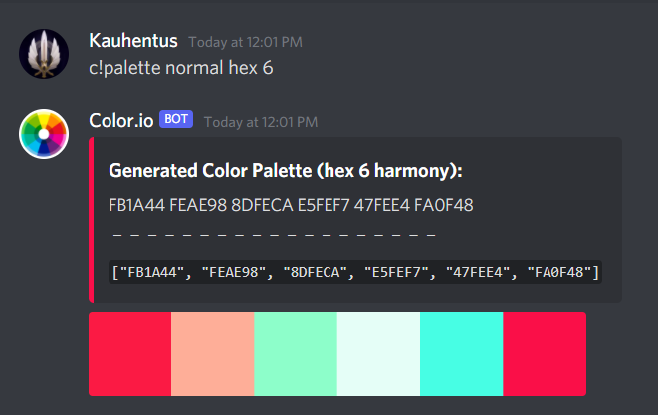 Kauhentus Today at 12:01 PM
c!palette normal hex 6
Color.io BOT Today at 12:01 PM
Generated Color Palette (hex 6 harmony):
FB1A44 FEAE98 8DFECA E5FEF7 47FEE4 FA0F48
– – – – – – – – – – – – – – – – – – –
["FB1A44", "FEAE98", "8DFECA", "E5FEF7", "47FEE4", "FA0F48"]